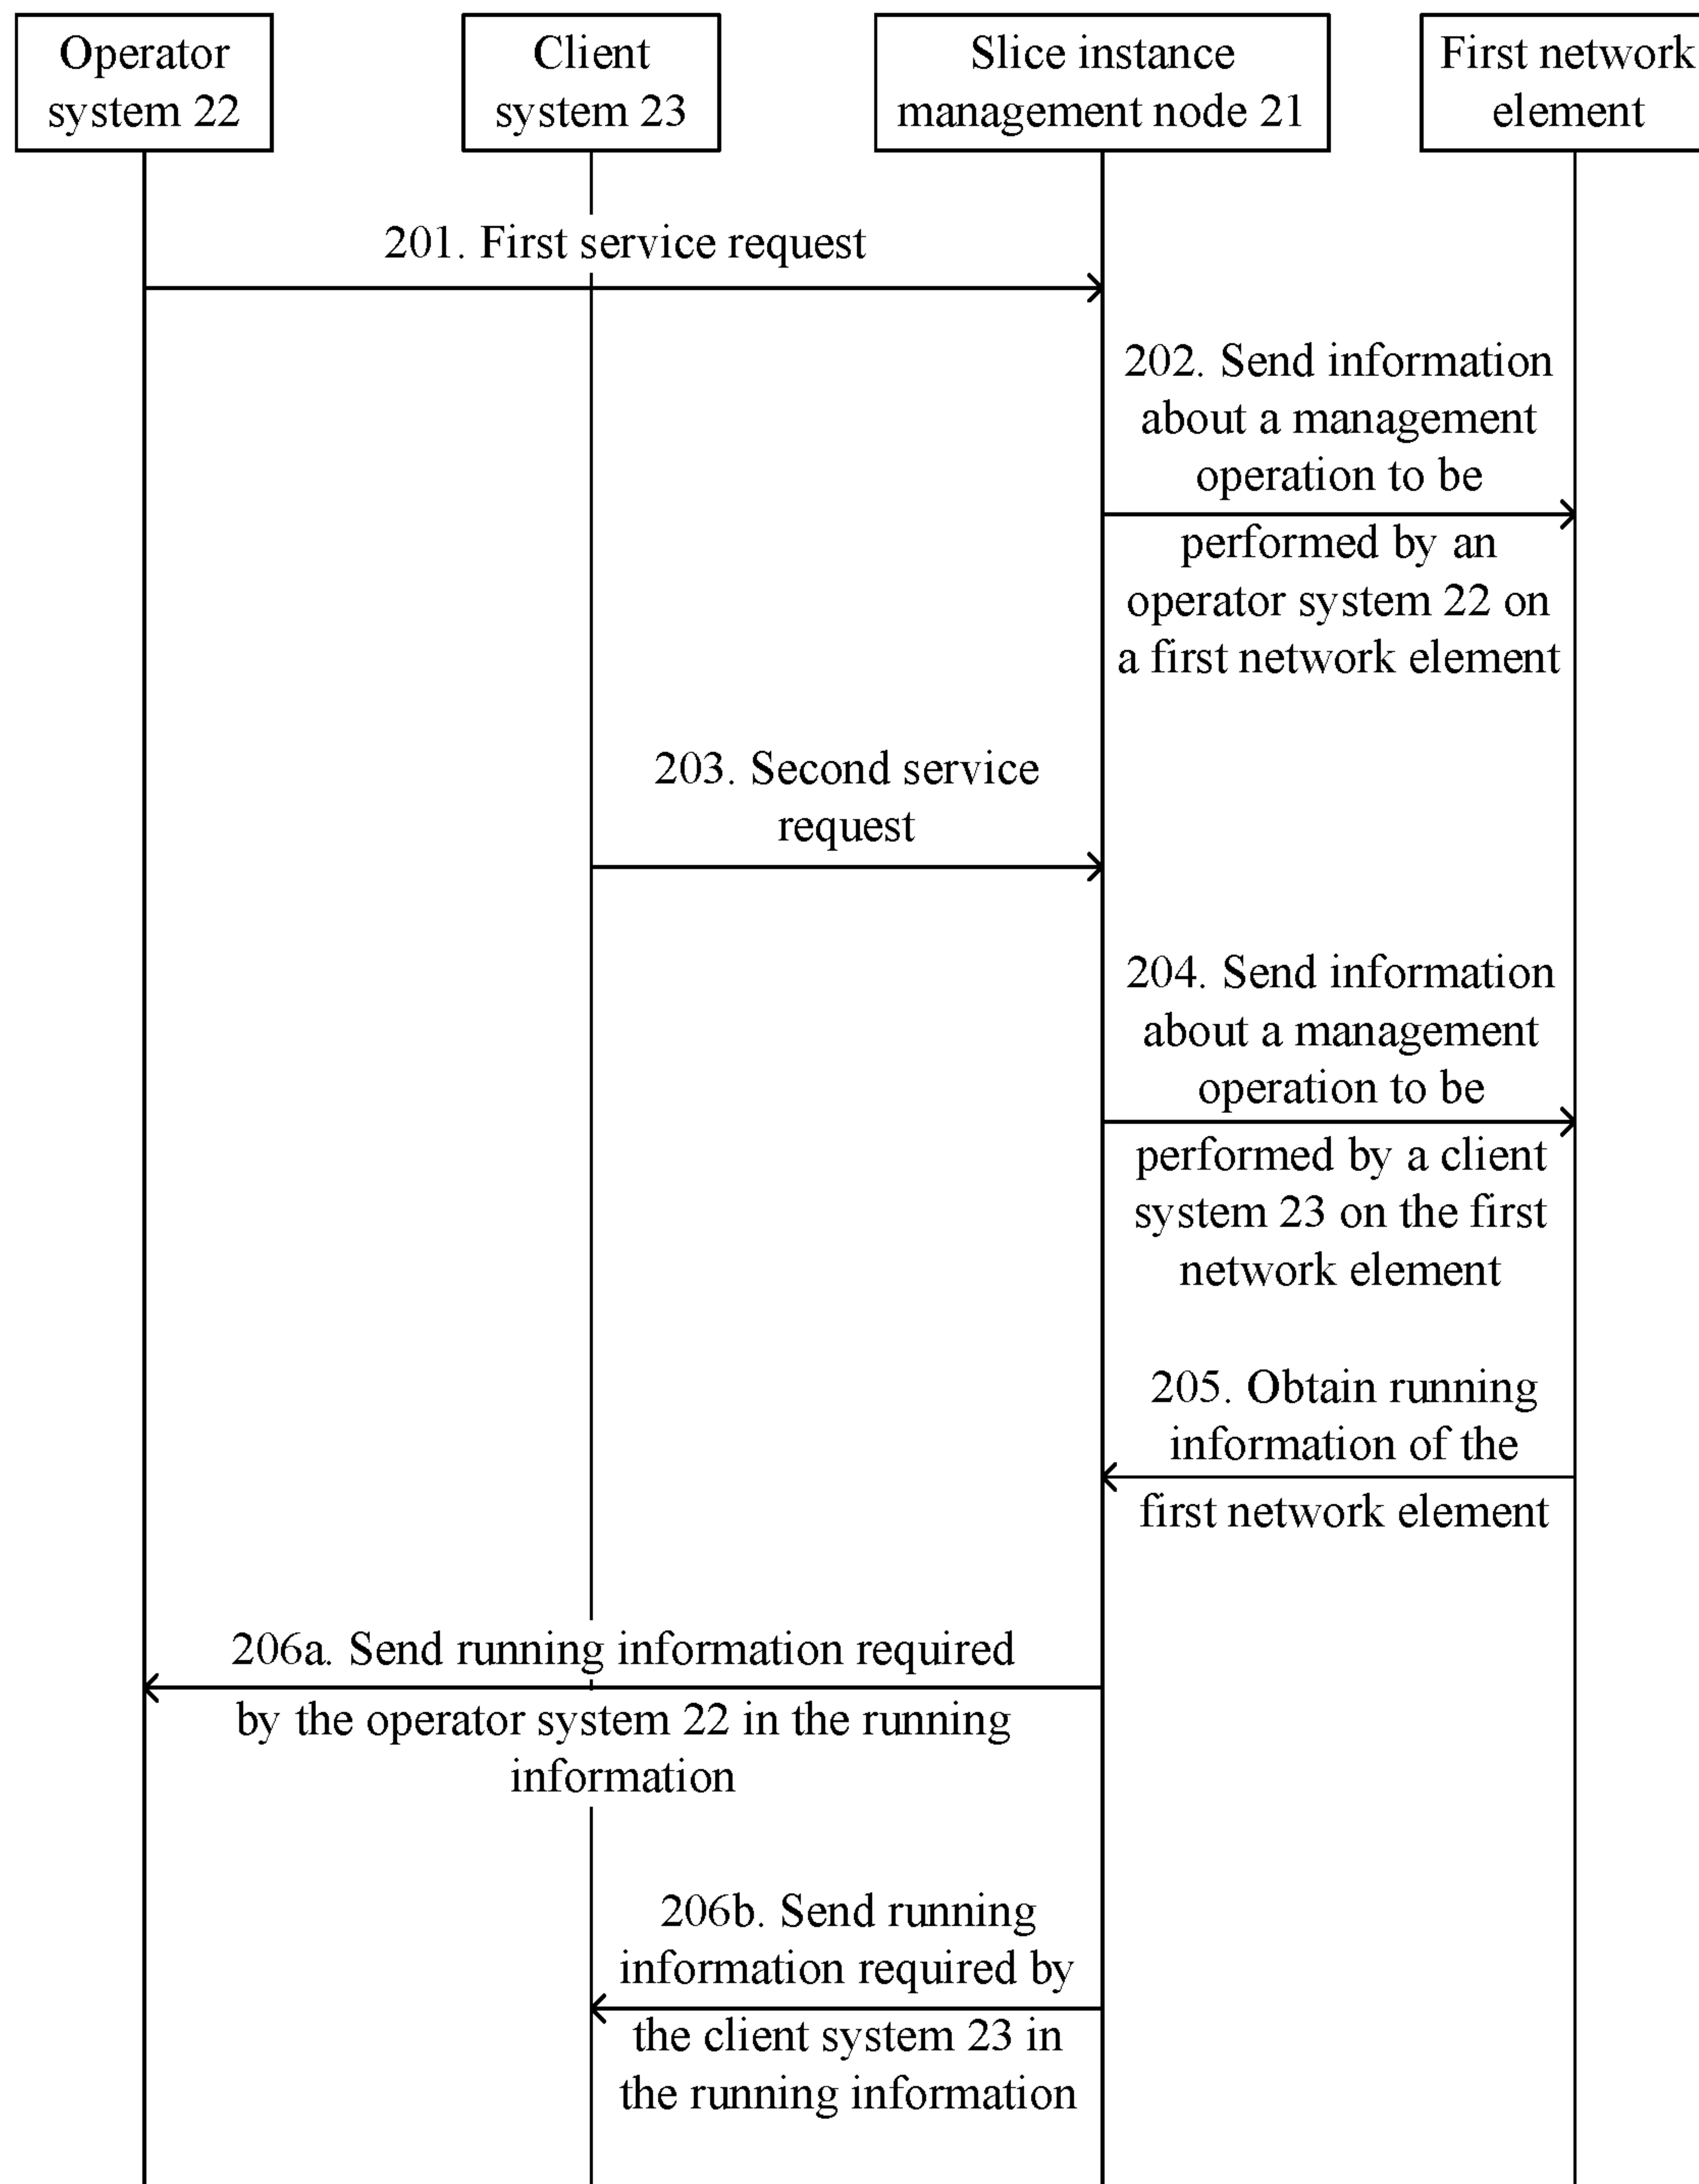 Operator
system 22
Client
system 23
Slice instance
management node 21
First network
element
201. First service request
202. Send information
about a management
operation to be
performed by an
operator system 22 on
a first network element
203. Second service
request
204. Send information
about a management
operation to be
performed by a client
system 23 on the first
network element
205. Obtain running
information of the
first network element
206a. Send running information required
by the operator system 22 in the running
information
206b. Send running
information required by
the client system 23 in
the running information